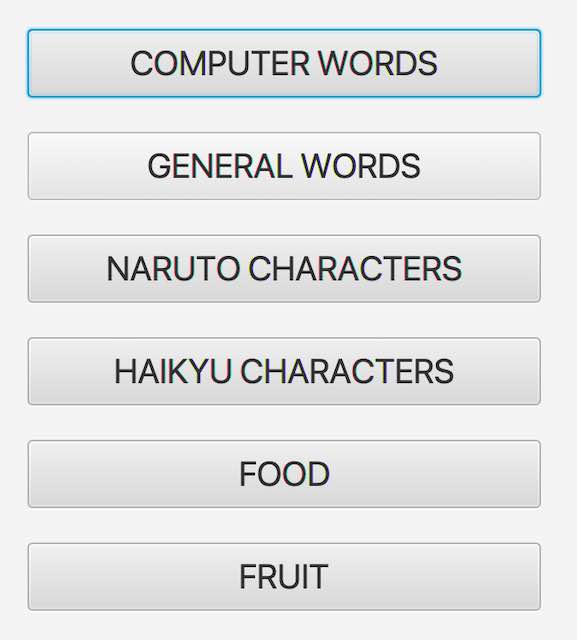 COMPUTER WORDS
GENERAL WORDS
NARUTO CHARACTERS
HAIKYU CHARACTERS
FOOD
FRUIT